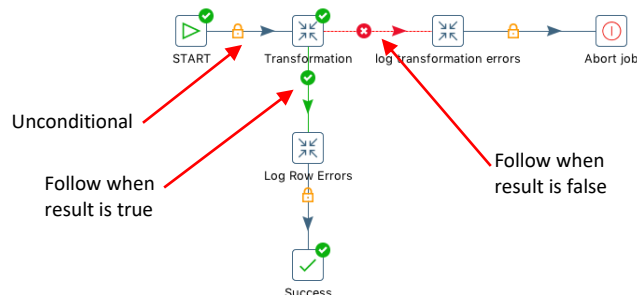 START
Transformation
log transformation errors
Abort job
Unconditional
Follow when
result is true
Log Row Errors
Follow when
result is false
Success